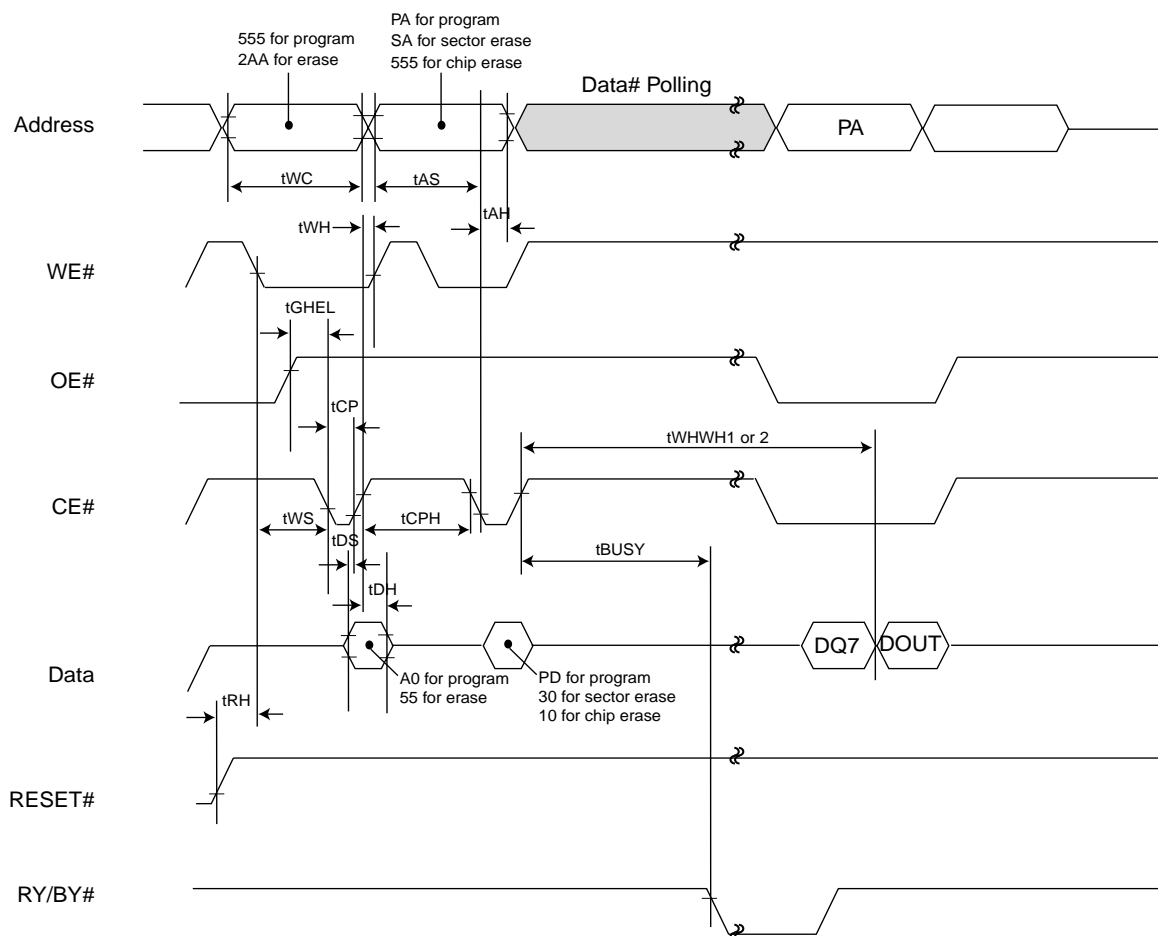 555 for program
2AA for erase
PA for program
SA for sector erase
555 for chip erase
Data# Polling
Address
PA
tWC
tAS
tWH
tAH
WE#
tGHEL
OE#
tCP
tWHWH1 or 2
CE#
tWS
tCPH
tDS
tBUSY
tDH
Data
DQ7
DOUT
A0 for program
55 for erase
PD for program
30 for sector erase
10 for chip erase
tRH
RESET#
RY/BY#